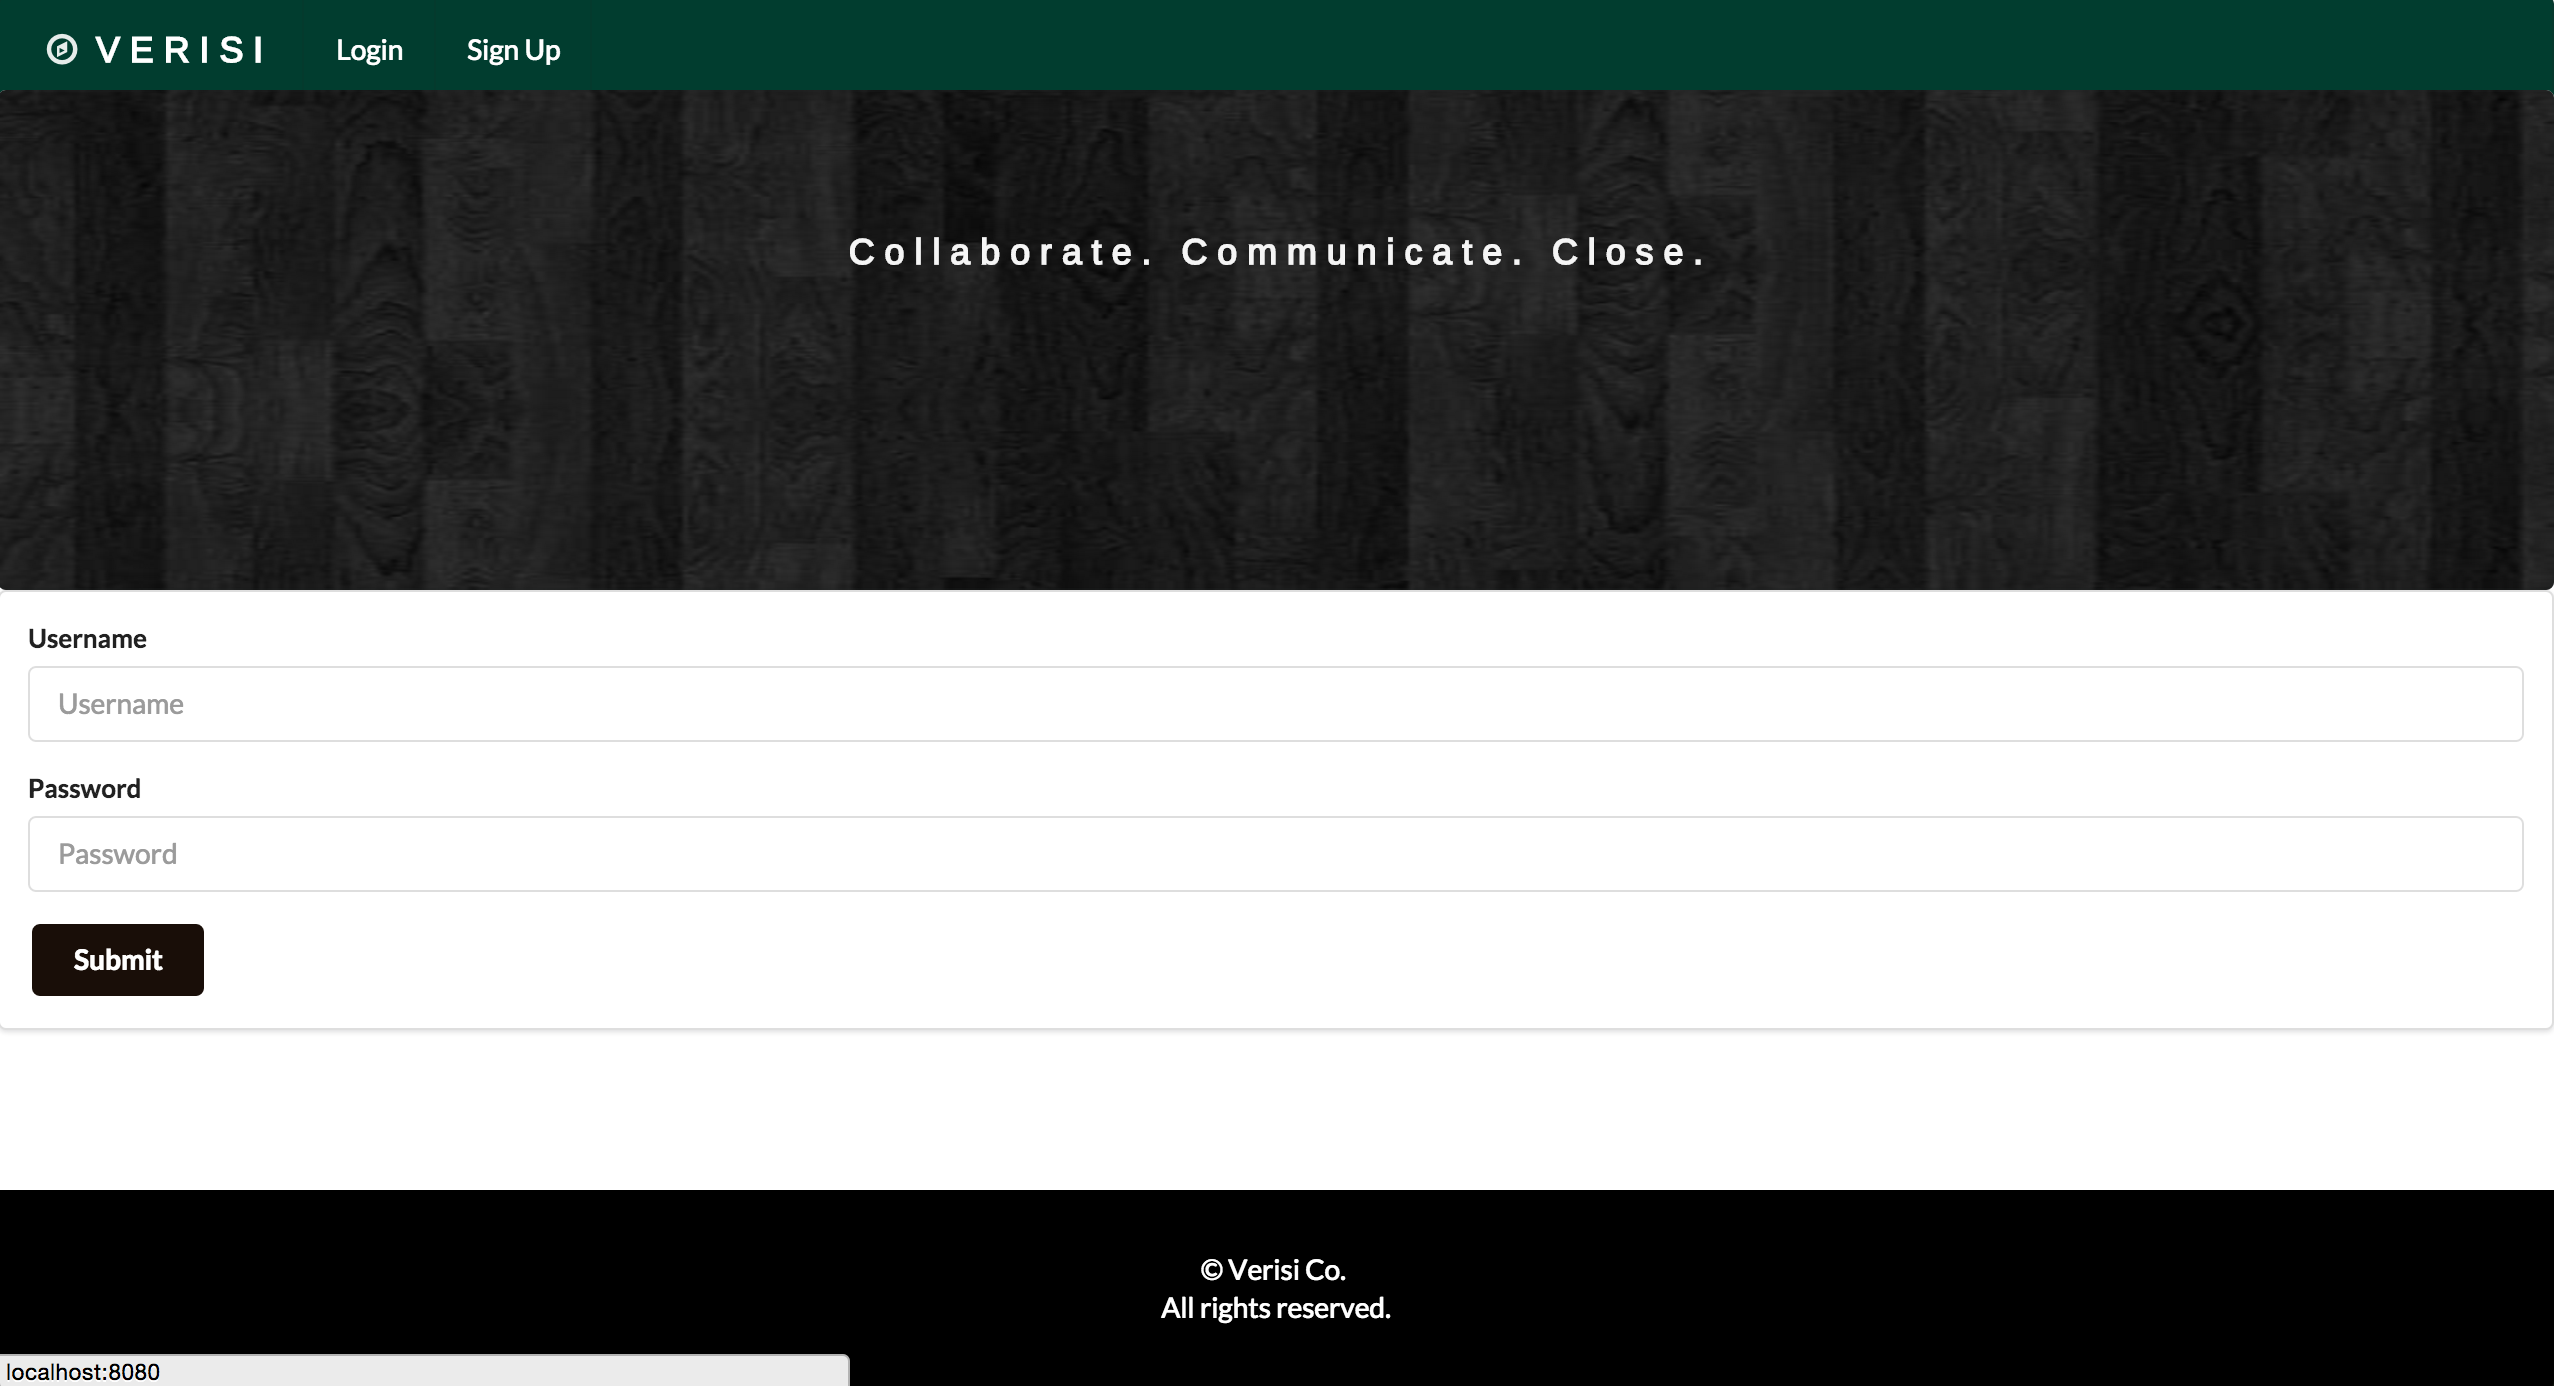 VERISI Login Sign Up
Collaborate. Communicate. Close.
Username
Username
Password
Password
Submit
© Verisi Co.
All rights reserved.
localhost:8080